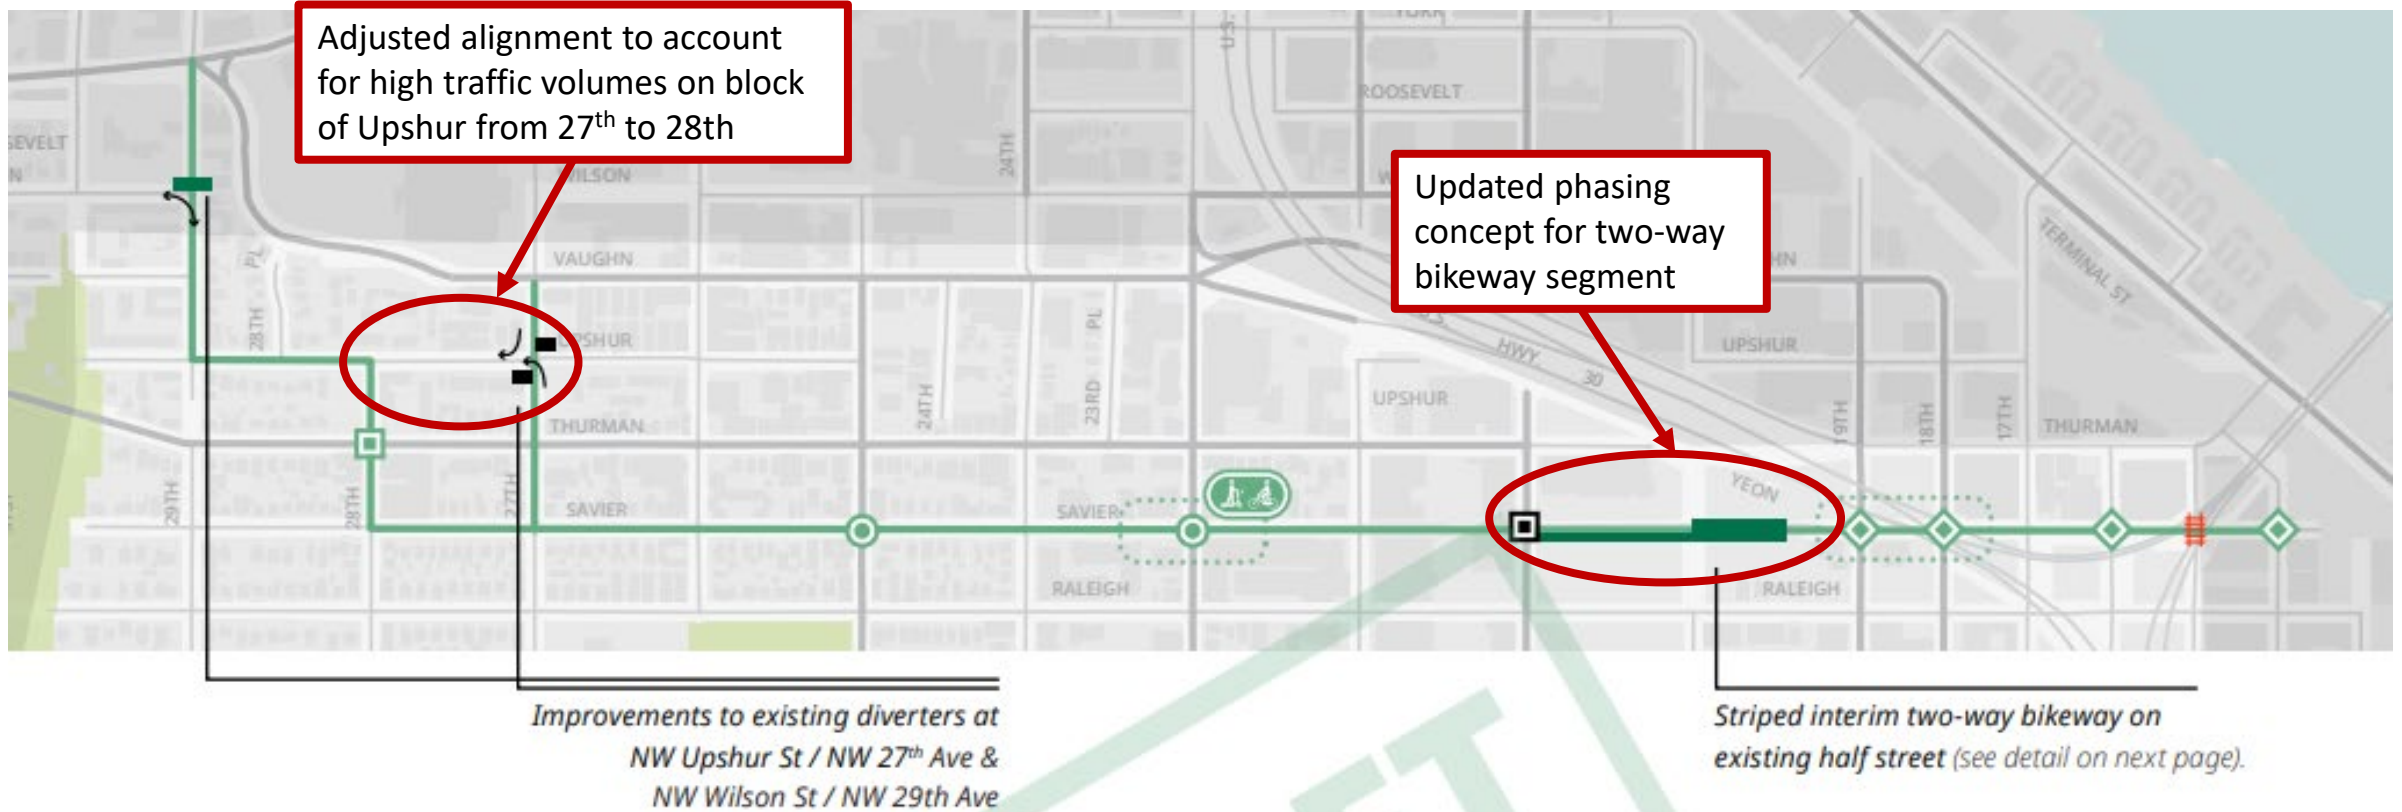 Adjusted alignment to account
for high traffic volumes on block
of Upshur from 27th to 28th
Updated phasing
concept for two-way
bikeway segment
U.S.
YORK
ROOSEVELT
24TH
WILSON
TERMINAL ST
28TH PL
VAUGHN
UPSHUR
23RD PL
24TH
HWY. 30
UPSHUR
UPSHUR
THURMAN
19TH
18TH
17TH
THURMAN
29TH
28TH
27TH
SAVIER
SAVIER
YEON
RALEIGH
RALEIGH
Improvements to existing diverters at
NW Upshur St / NW 27th Ave &
NW Wilson St / NW 29th Ave
Striped interim two-way bikeway on
existing half street (see detail on next page).